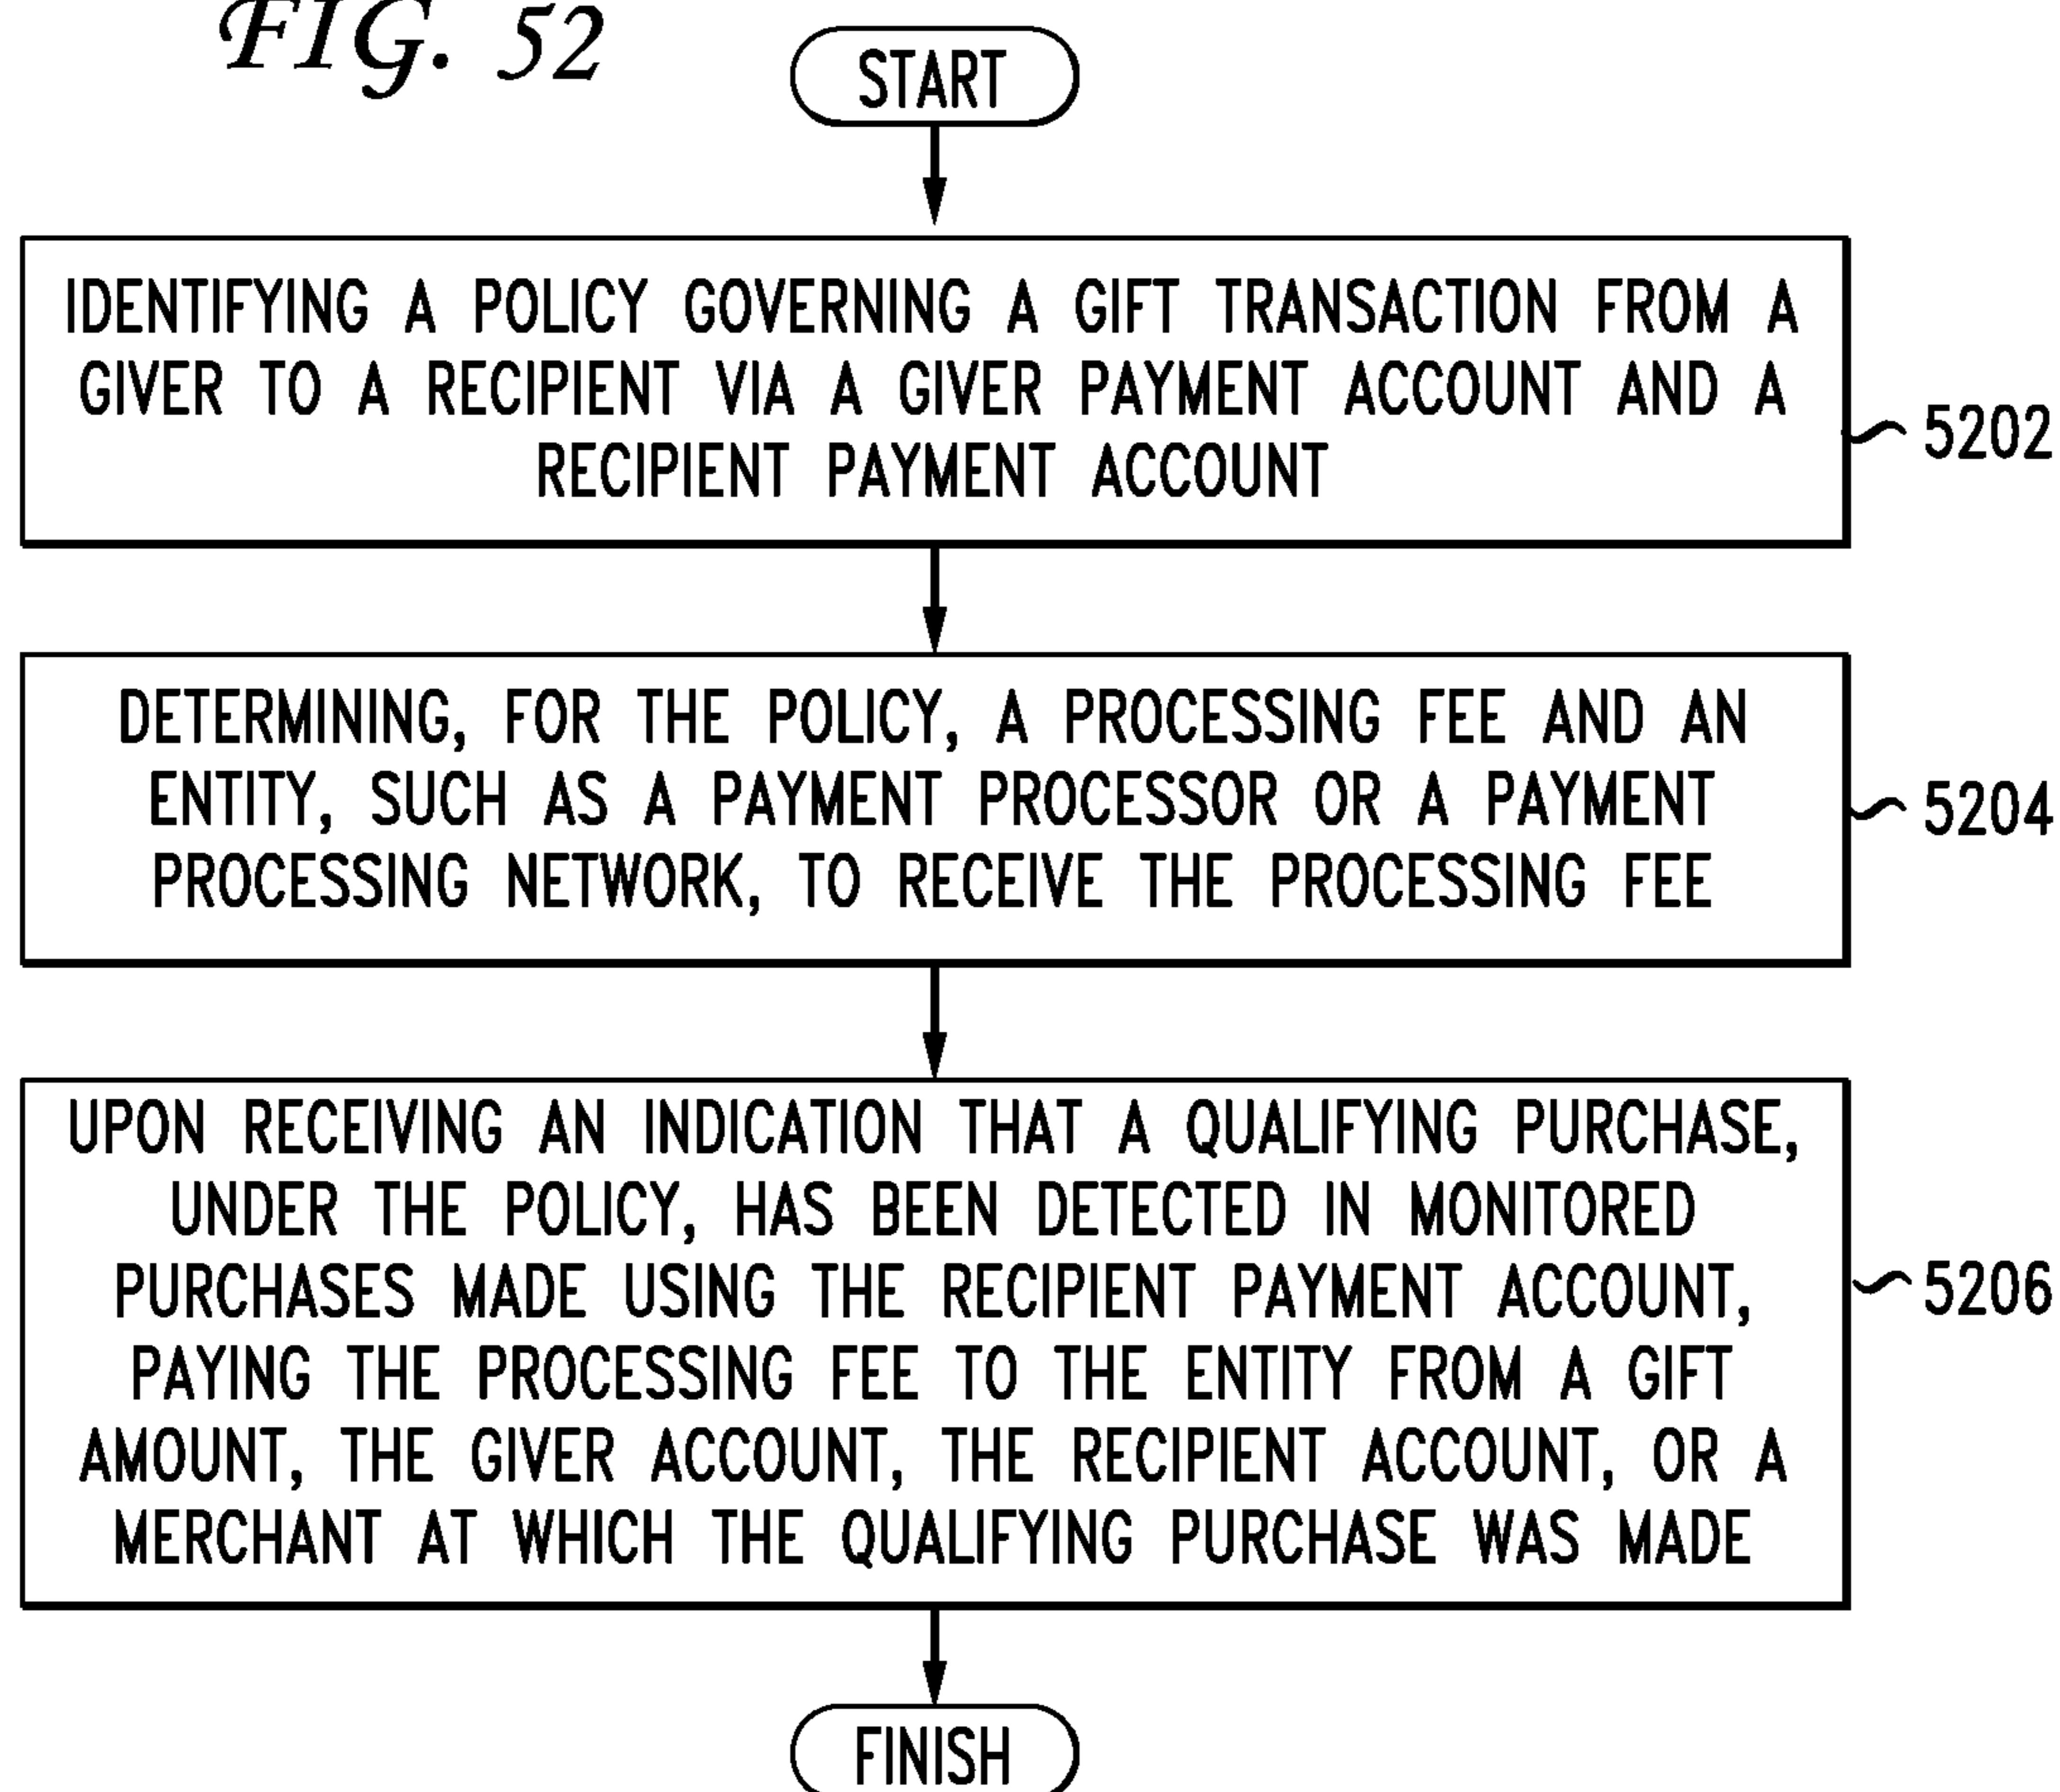 FIG. 52
START
IDENTIFYING A POLICY GOVERNING A GIFT TRANSACTION FROM A
GIVER TO A RECIPIENT VIA A GIVER PAYMENT ACCOUNT AND A
RECIPIENT PAYMENT ACCOUNT
5202
DETERMINING, FOR THE POLICY, A PROCESSING FEE AND AN
ENTITY, SUCH AS A PAYMENT PROCESSOR OR A PAYMENT
PROCESSING NETWORK, TO RECEIVE THE PROCESSING FEE
5204
UPON RECEIVING AN INDICATION THAT A QUALIFYING PURCHASE,
UNDER THE POLICY, HAS BEEN DETECTED IN MONITORED
PURCHASES MADE USING THE RECIPIENT PAYMENT ACCOUNT,
PAYING THE PROCESSING FEE TO THE ENTITY FROM A GIFT
AMOUNT, THE GIVER ACCOUNT, THE RECIPIENT ACCOUNT, OR A
MERCHANT AT WHICH THE QUALIFYING PURCHASE WAS MADE
5206
FINISH